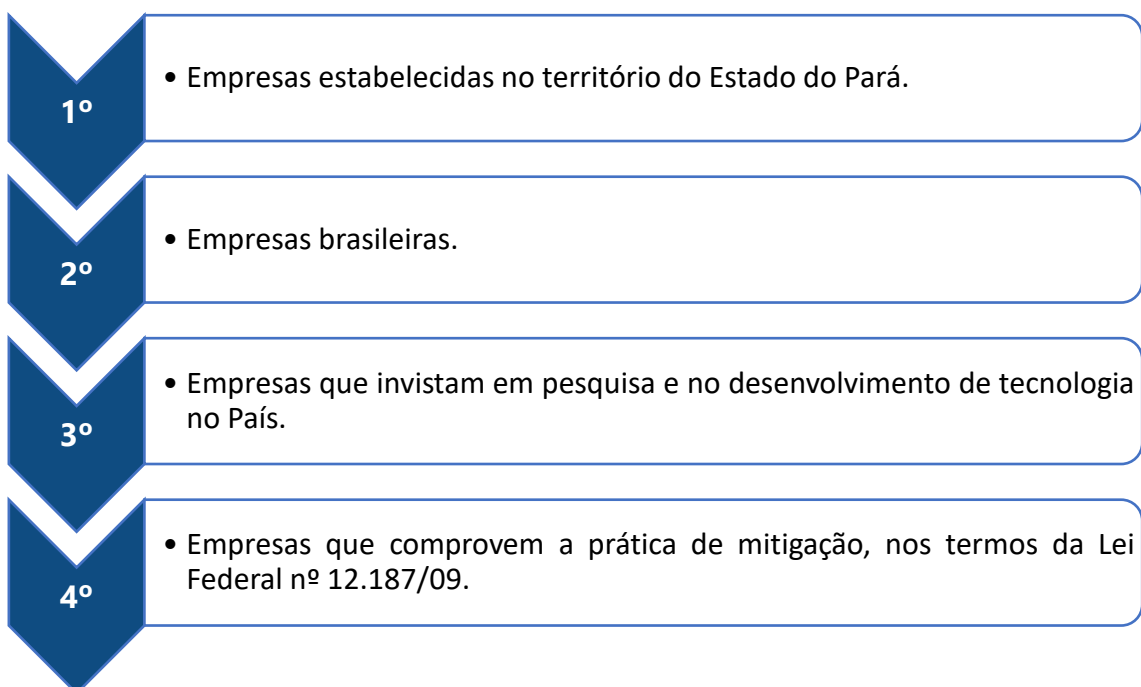 1º
• Empresas estabelecidas no território do Estado do Pará.
2º
• Empresas brasileiras.
3º
• Empresas que invistam em pesquisa e no desenvolvimento de tecnologia
no País.
4º
• Empresas que comprovem a prática de mitigação, nos termos da Lei
Federal nº 12.187/09.